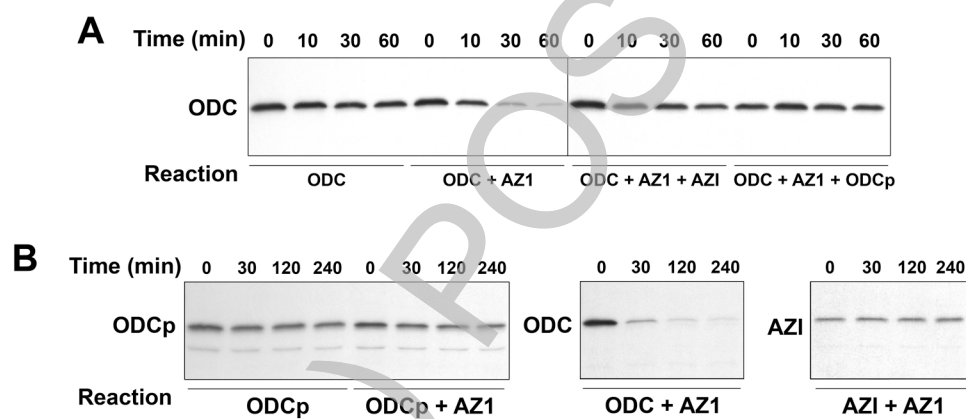 A
Time (min) 0 10 30 60 0 10 30 60 0 10 30 60 0 10 30 60
ODC
Reaction ODC ODC + AZ1 ODC + AZ1 + AZI ODC + AZ1 + ODCp
B
Time (min) 0 30 120 240 0 30 120 240 0 30 120 240 0 30 120 240
ODCp ODC AZI
Reaction ODCp ODCp + AZ1 ODC + AZ1 AZI + AZ1
) POS